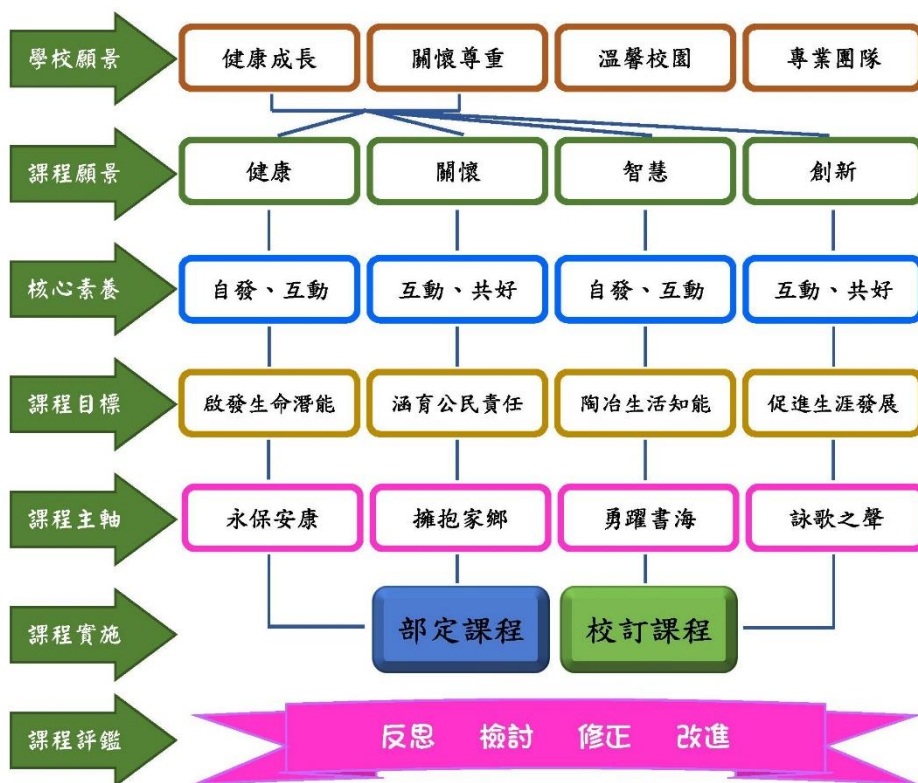 學校願景 健康成長 關懷尊重 溫馨校園 專業團隊
課程願景 健康 關懷 智慧 創新
核心素養 自發、互動 互動、共好 自發、互動 互動、共好
課程目標 啟發生命潛能 涵育公民責任 陶冶生活知能 促進生涯發展
課程主軸 永保安康 擁抱家鄉 勇躍書海 詠歌之聲
課程實施 部定課程 校訂課程
課程評鑑 反思 檢討 修正 改進